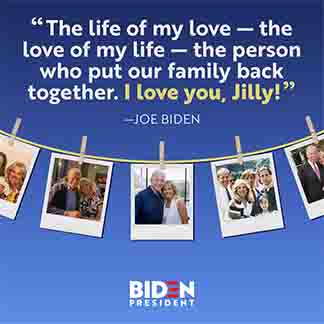 “The life of my love — the
love of my life — the person
who put our family back
together. I love you, Jilly!”
—JOE BIDEN
BIDEN
PRESIDENT